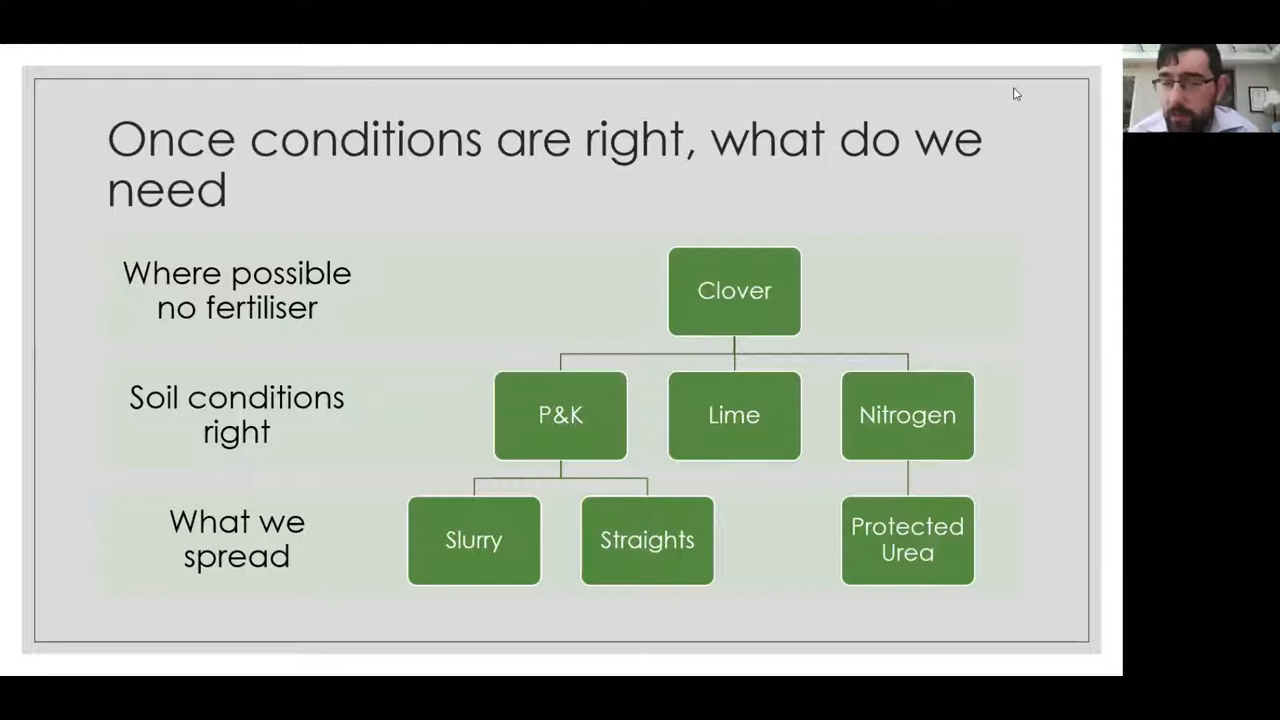 Once conditions are right, what do we
need
Where possible
no fertiliser
Clover
Soil conditions
right
P&K
Lime
Nitrogen
What we
spread
Slurry
Straights
Protected
Urea